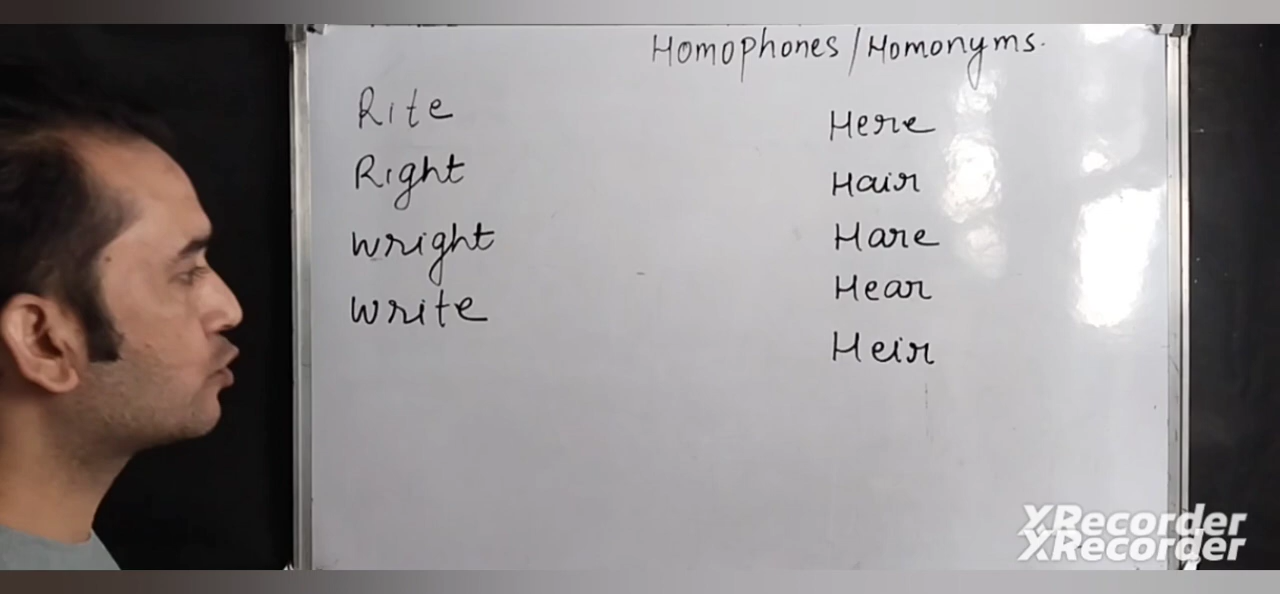 Homophones/Homonyms.
Rite
Right
Wright
Write
Here
Hair
Hare
Hear
Heir
XRecorder
XRecorder